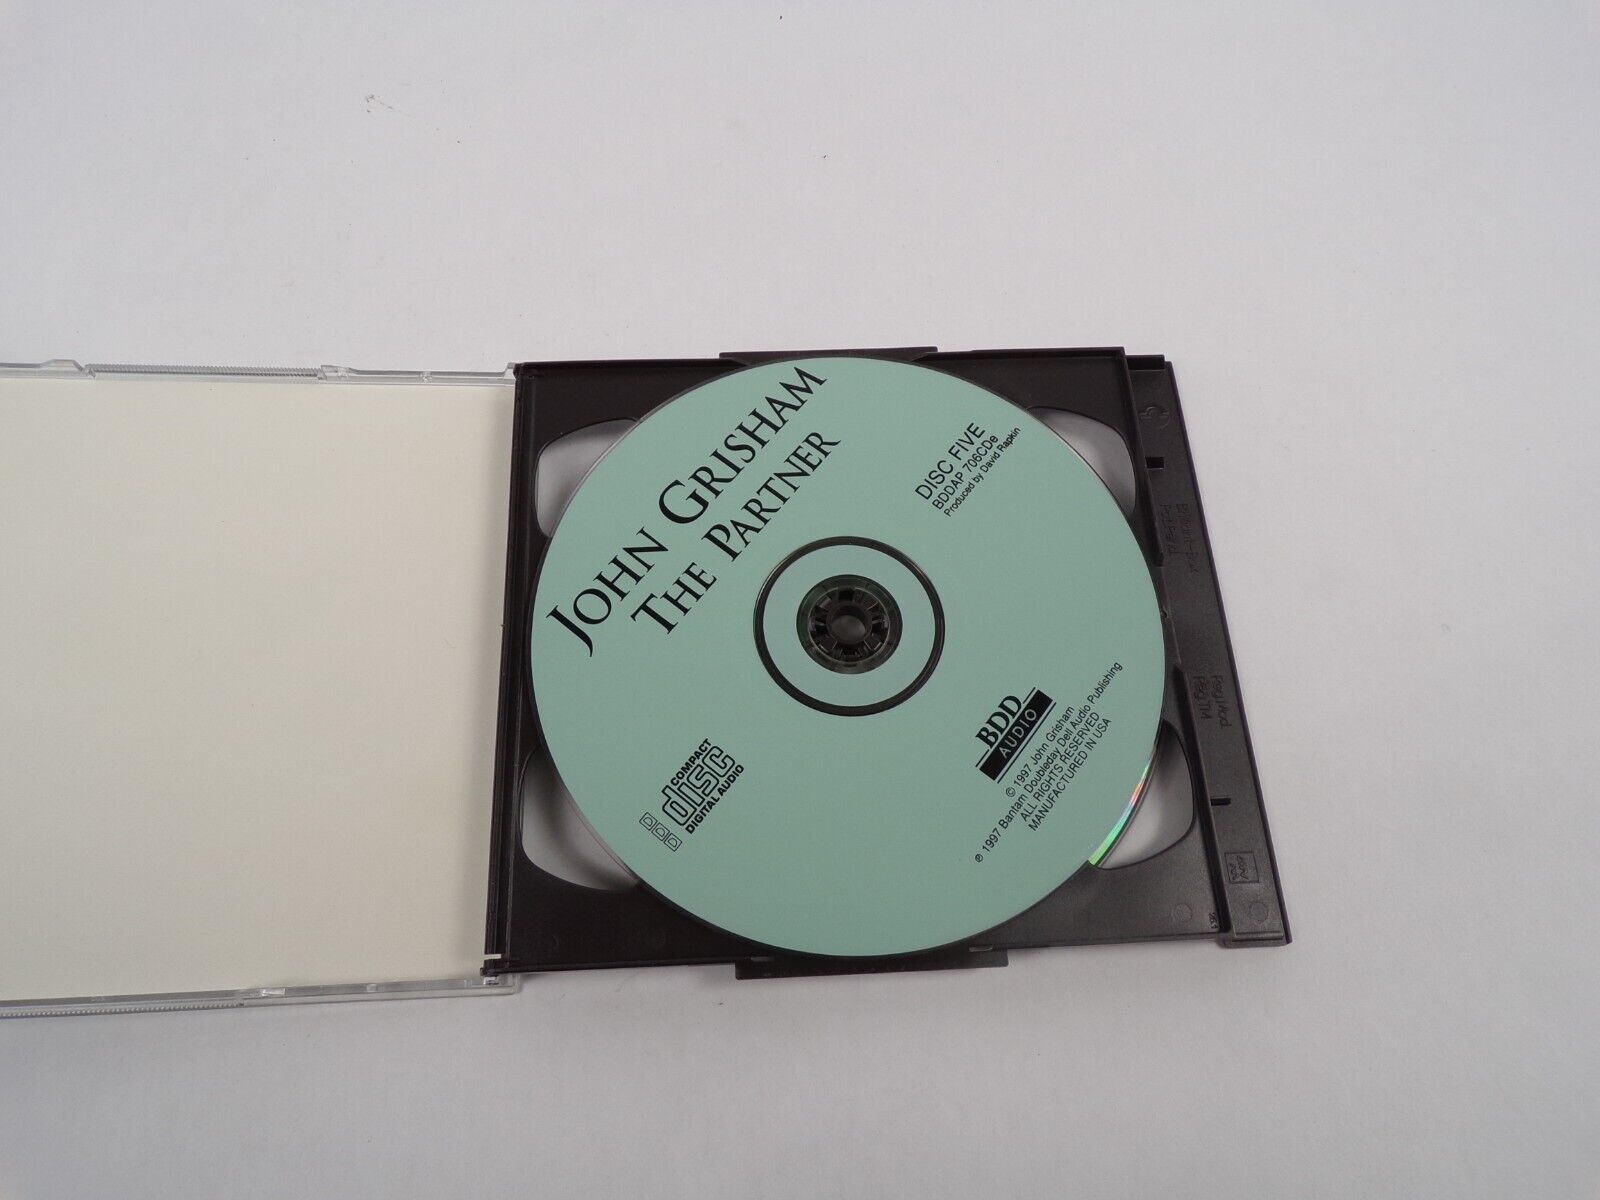 JOHN GRISHAM
THE PARTNER
DISC FIVE
BDDAP 706CDe
Produced by David Rapkin
BDD
AUDIO
© 1997 John Grisham
℗ 1997 Bantam Doubleday Dell Audio Publishing
ALL RIGHTS RESERVED
MANUFACTURED IN USA
COMPACT
disc
DIGITAL AUDIO
DDD